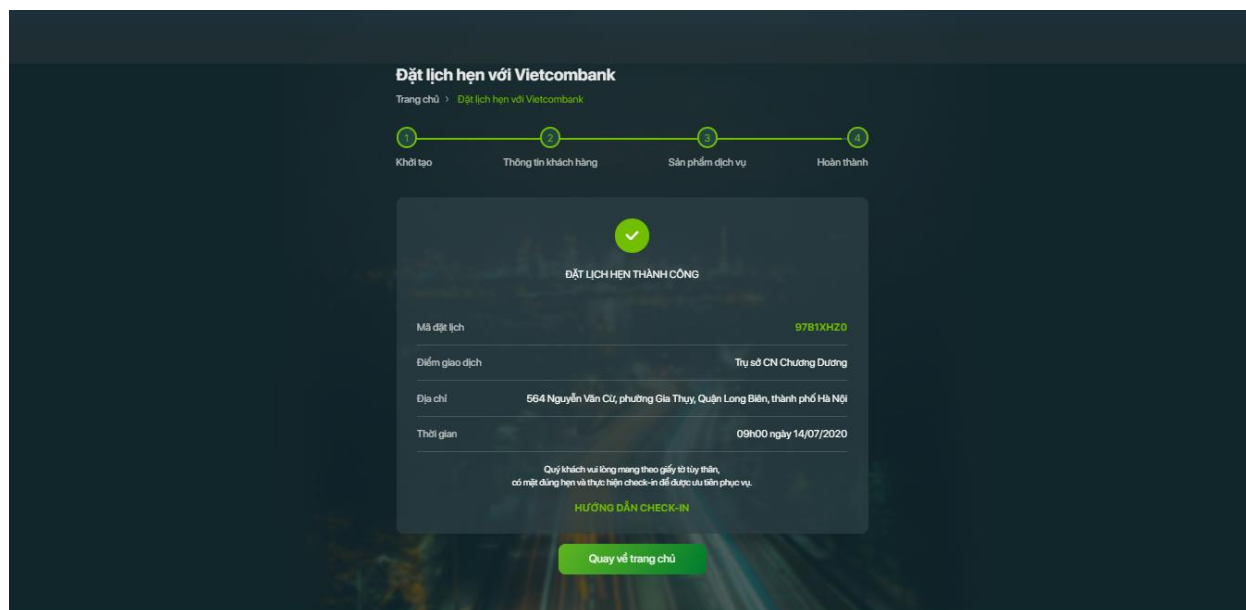 Đặt lịch hẹn với Vietcombank
Trang chủ > Đặt lịch hẹn với Vietcombank
1 2 3 4
Khởi tạo Thông tin khách hàng Sản phẩm dịch vụ Hoàn thành
ĐẶT LỊCH HẸN THÀNH CÔNG
Mã đặt lịch 97B1XHZ0
Điểm giao dịch Trụ sở CN Chương Dương
Địa chỉ 564 Nguyễn Văn Cừ, phường Gia Thụy, Quận Long Biên, thành phố Hà Nội
Thời gian 09h00 ngày 14/07/2020
Quý khách vui lòng mang theo giấy tờ tùy thân,
có mặt đúng hẹn và thực hiện check-in để được ưu tiên phục vụ.
HƯỚNG DẪN CHECK-IN
Quay về trang chủ